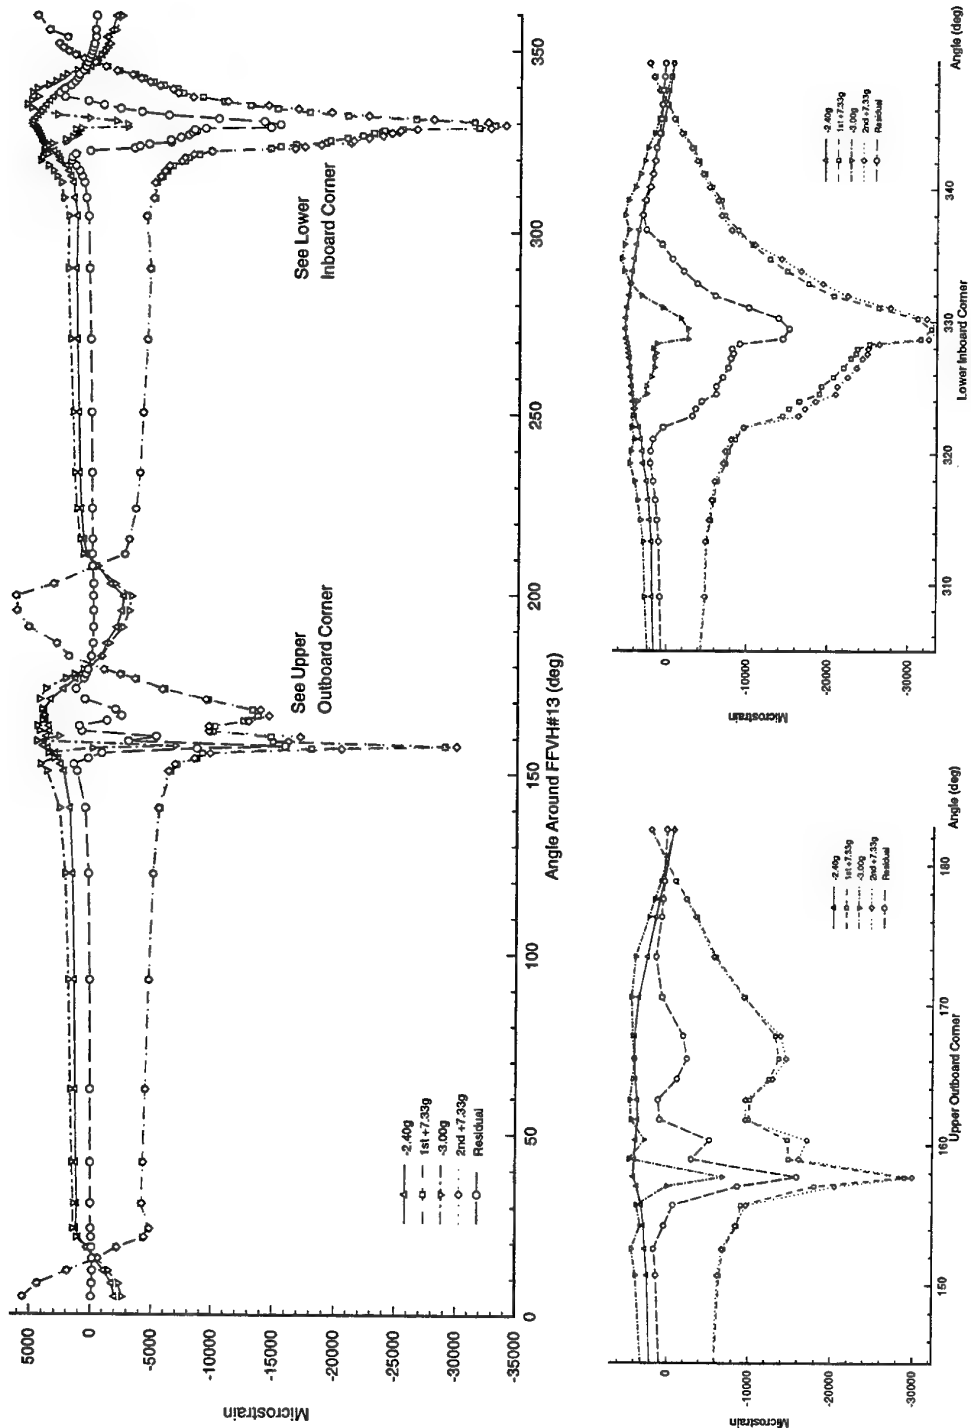 5000
0
-5000
-10000
-15000
-20000
-25000
-30000
-35000
Microstrain
0
50
100
150
200
250
300
350
Angle Around FFVIH#13 (deg)
-2.40g
1st +7.33g
-3.00g
2nd +7.33g
Residual
See Upper
Outboard Corner
See Lower
Inboard Corner
0
-10000
-20000
-30000
Microstrain
150
160
170
180
Angle (deg)
Upper Outboard Corner
-2.40g
1st +7.33g
-3.00g
2nd +7.33g
Residual
0
-10000
-20000
-30000
Microstrain
310
320
330
340
Angle (deg)
Lower Inboard Corner
-2.40g
1st +7.33g
-3.00g
2nd +7.33g
Residual